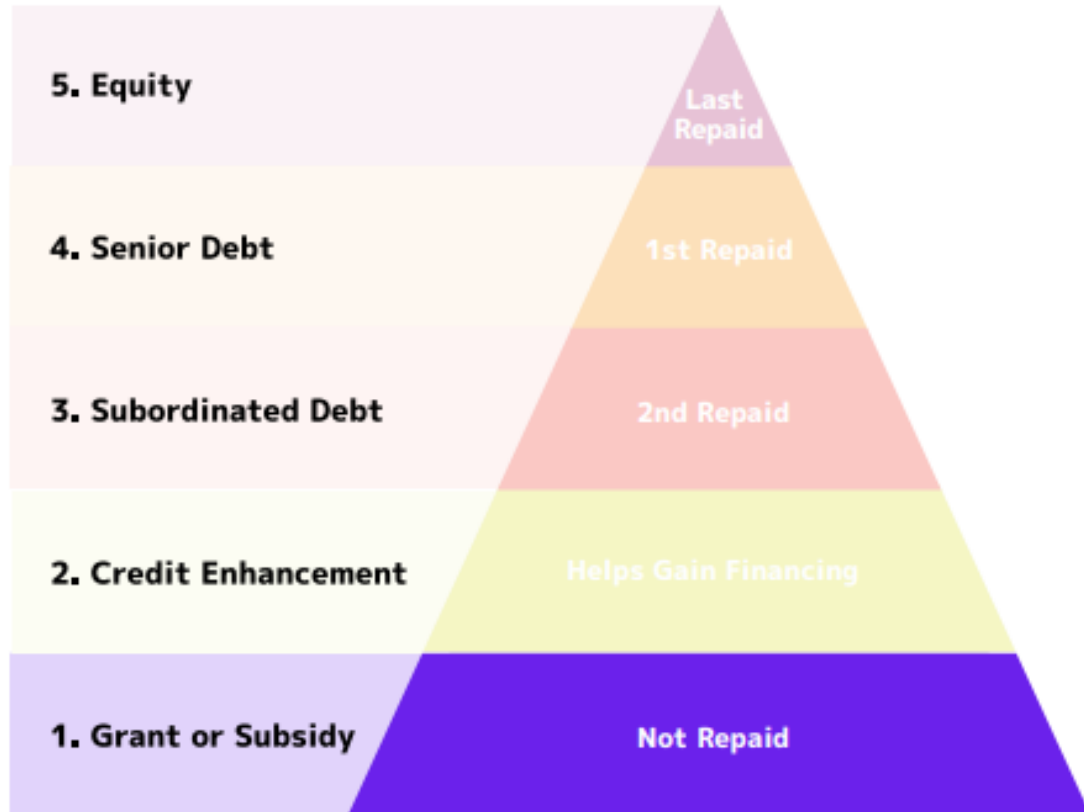 5. Equity
Last
Repaid
4. Senior Debt
1st Repaid
3. Subordinated Debt
2nd Repaid
2. Credit Enhancement
Helps Gain Financing
1. Grant or Subsidy
Not Repaid